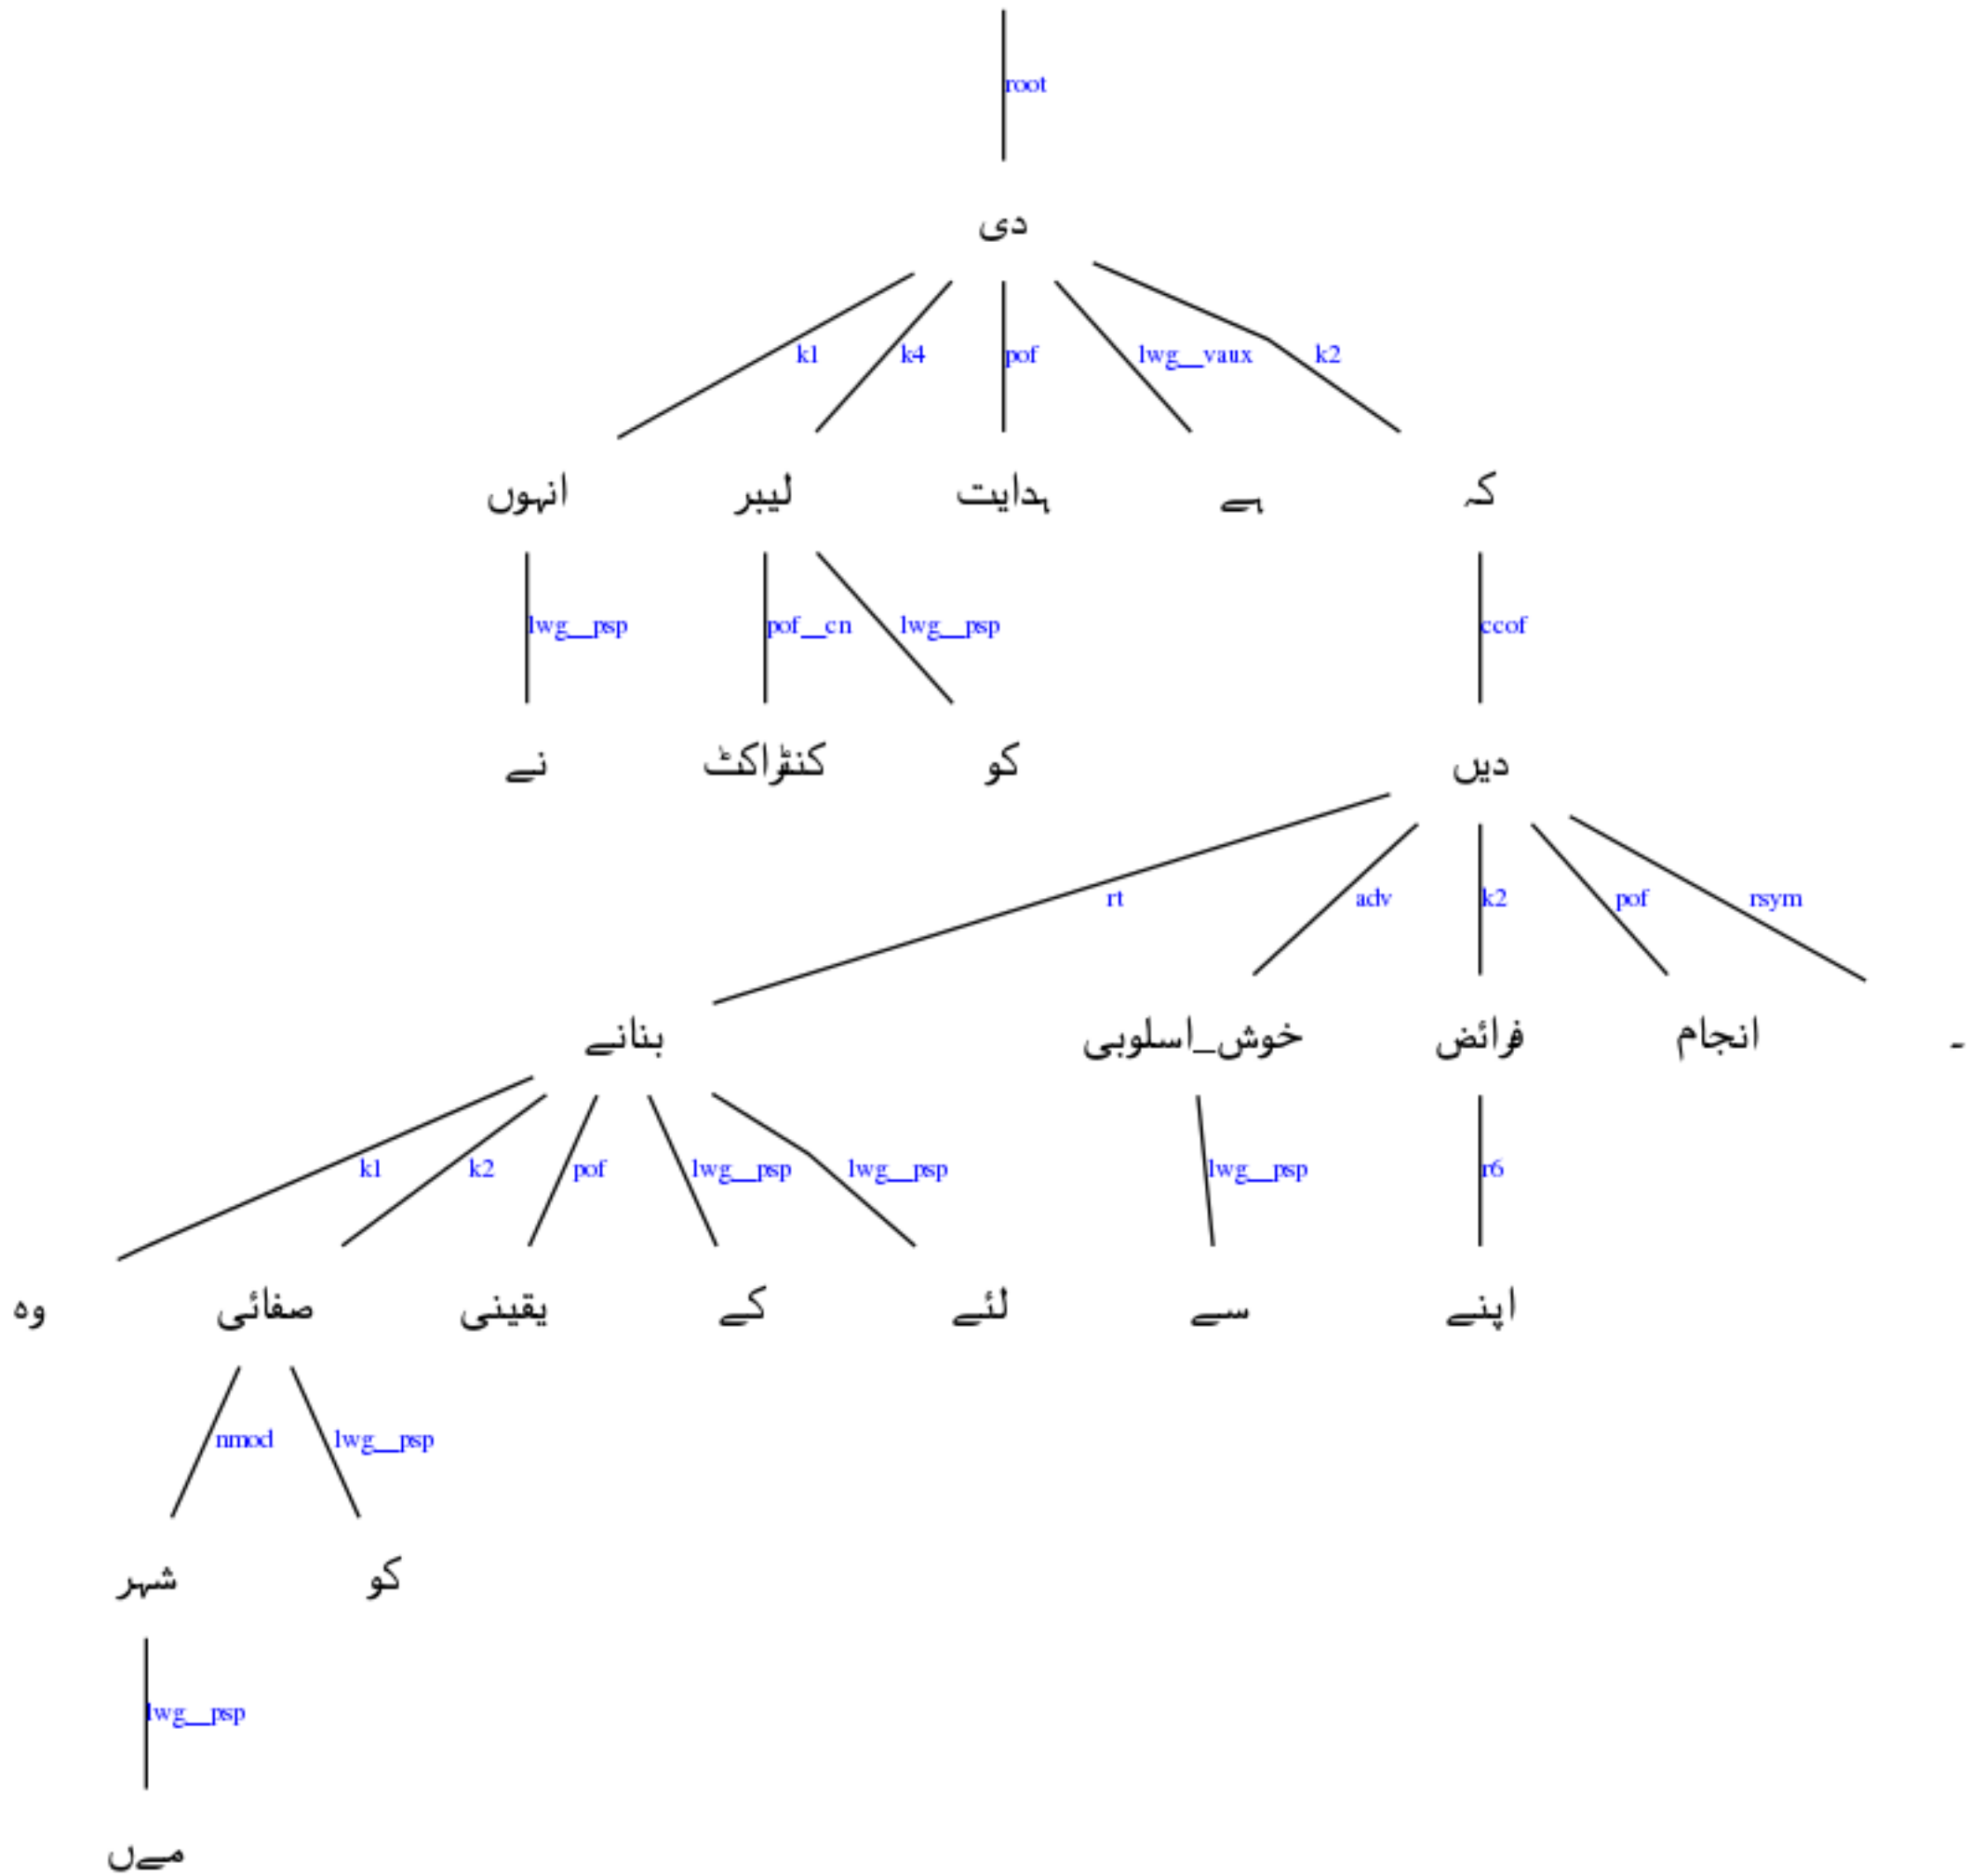 root
دی
k1 k4 pof lwg__vaux k2
انہوں لیبر ہدایت ہے کہ
lwg__psp pof__cn lwg__psp ccof
نے کنٹراکٹ کو دیں
rt adv k2 pof rsym
بنانے خوش_اسلوبی فرائض انجام ۔
k1 k2 pof lwg__psp lwg__psp lwg__psp r6
وہ صفائی یقینی کے لئے سے اپنے
nmod lwg__psp
شہر کو
lwg__psp
مےں